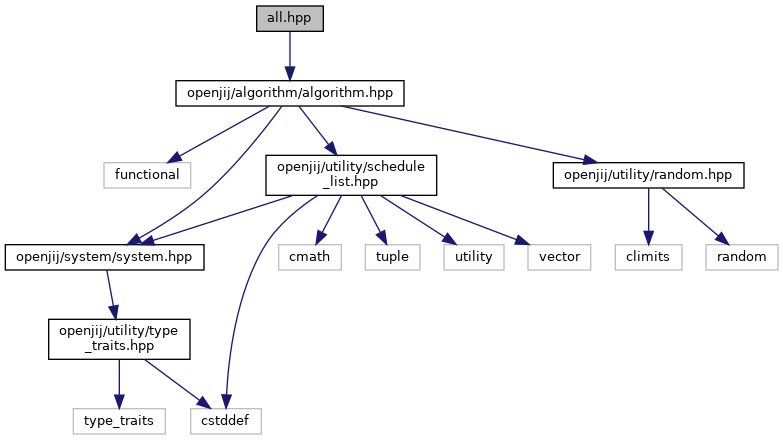 all.hpp
openjij/algorithm/algorithm.hpp
functional
openjij/utility/schedule
_list.hpp
openjij/utility/random.hpp
openjij/system/system.hpp
cmath
tuple
utility
vector
climits
random
openjij/utility/type
_traits.hpp
type_traits
cstddef